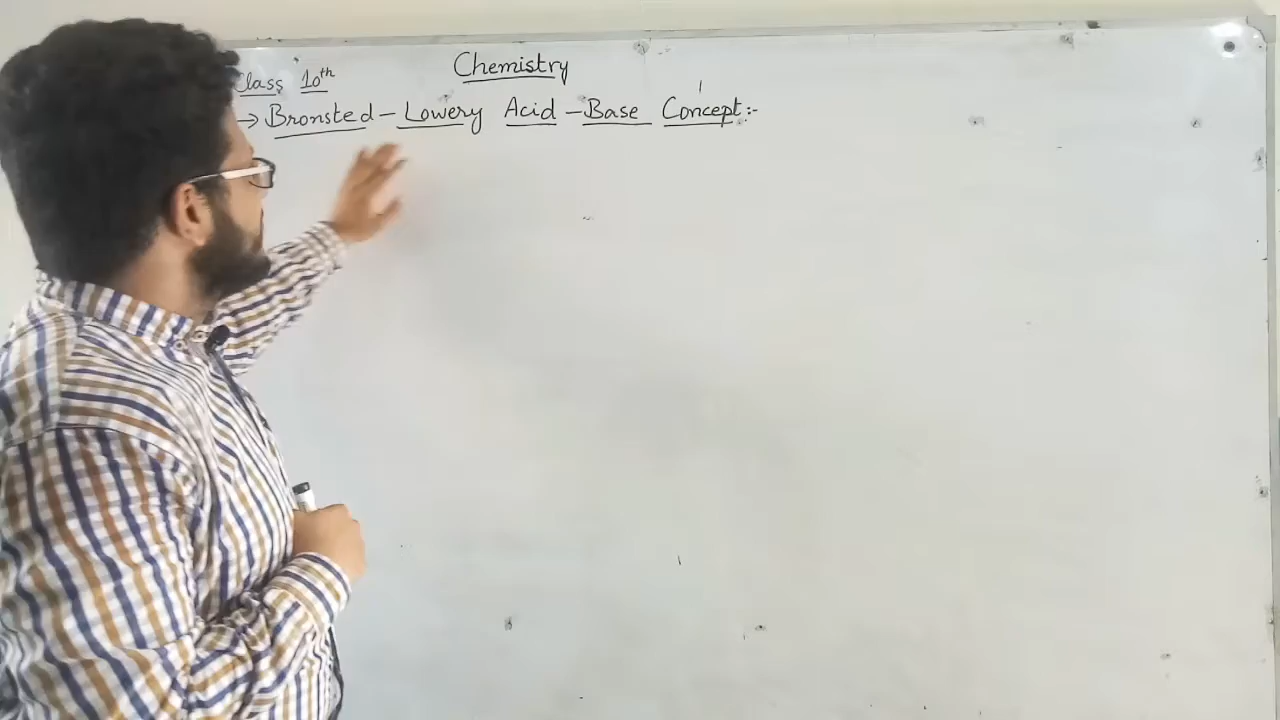 Chemistry
Class 10th
→ Bronsted - Lowery Acid - Base Concept :-